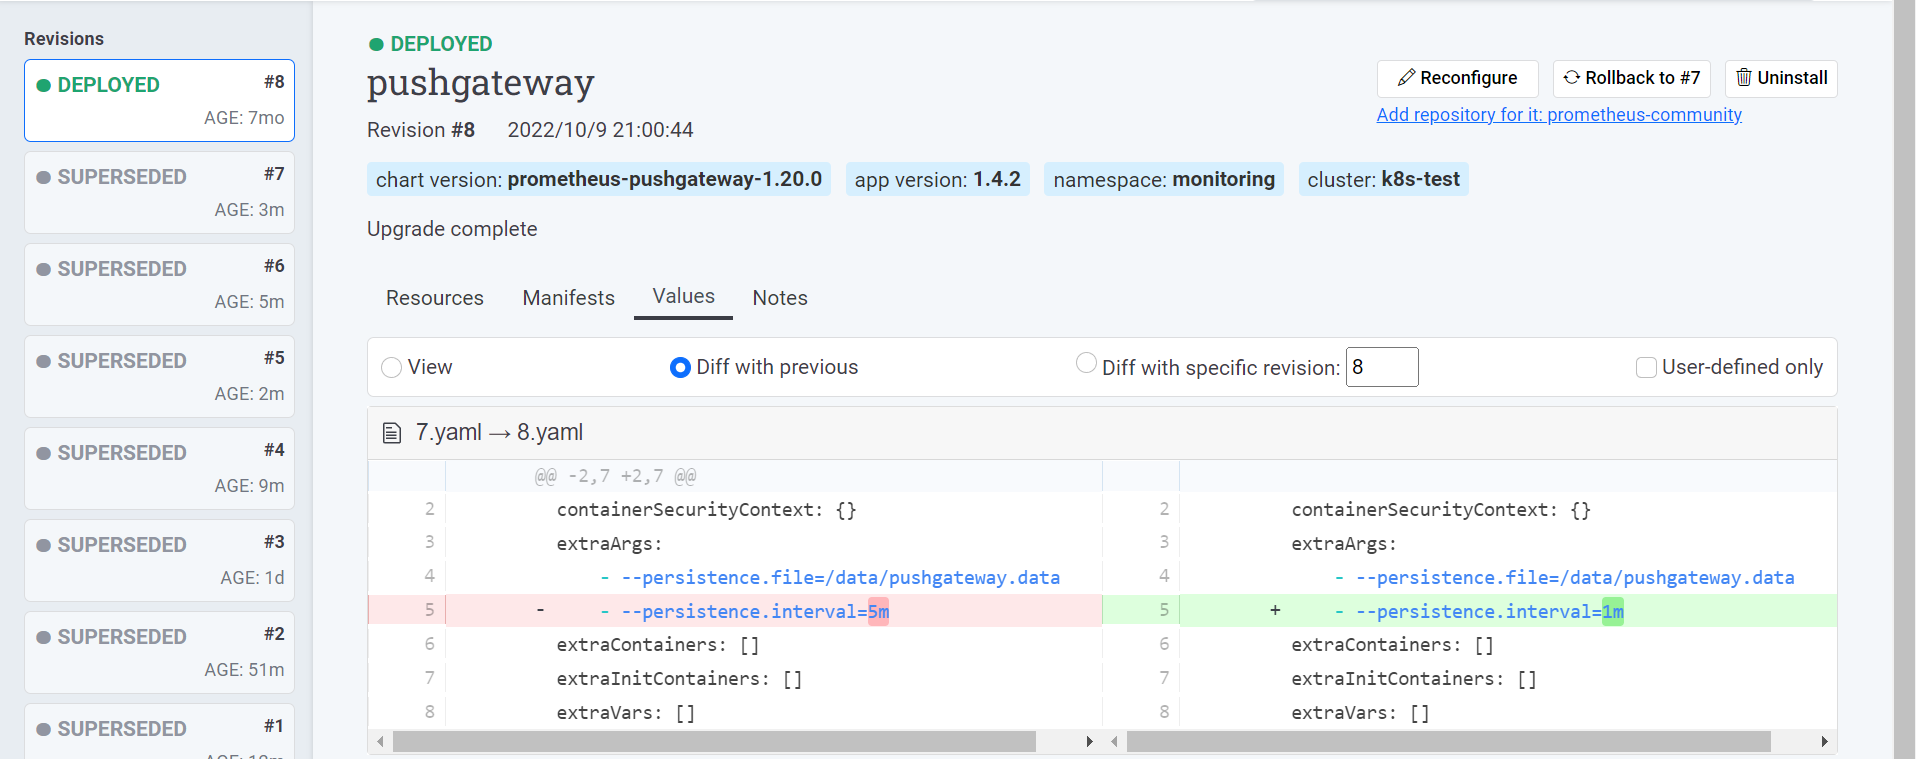 Revisions
DEPLOYED #8
AGE: 7mo
SUPERSEDED #7
AGE: 3m
SUPERSEDED #6
AGE: 5m
SUPERSEDED #5
AGE: 2m
SUPERSEDED #4
AGE: 9m
SUPERSEDED #3
AGE: 1d
SUPERSEDED #2
AGE: 51m
SUPERSEDED #1
DEPLOYED
pushgateway
Reconfigure Rollback to #7 Uninstall
Add repository for it: prometheus-community
Revision #8 2022/10/9 21:00:44
chart version: prometheus-pushgateway-1.20.0 app version: 1.4.2 namespace: monitoring cluster: k8s-test
Upgrade complete
Resources Manifests Values Notes
View Diff with previous Diff with specific revision: 8 User-defined only
7.yaml → 8.yaml
@@ -2,7 +2,7 @@
2 containerSecurityContext: {}
3 extraArgs:
4 - --persistence.file=/data/pushgateway.data
5 - - --persistence.interval=5m
6 extraContainers: []
7 extraInitContainers: []
8 extraVars: []
2 containerSecurityContext: {}
3 extraArgs:
4 - --persistence.file=/data/pushgateway.data
5 + - --persistence.interval=1m
6 extraContainers: []
7 extraInitContainers: []
8 extraVars: []